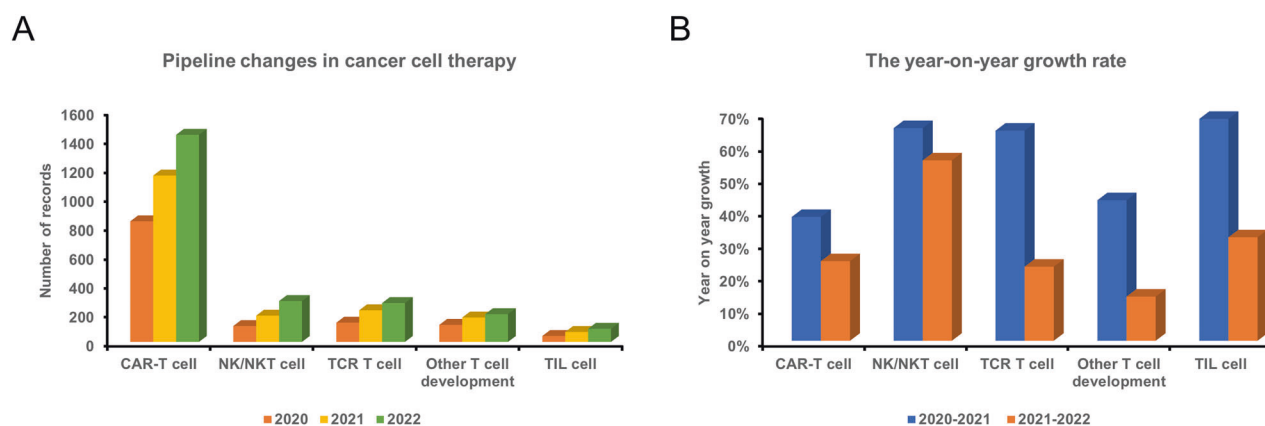 A
Pipeline changes in cancer cell therapy
Number of records
1600
1400
1200
1000
800
600
400
200
0
CAR-T cell
NK/NKT cell
TCR T cell
Other T cell
development
TIL cell
2020
2021
2022
B
The year-on-year growth rate
Year on year growth
70%
60%
50%
40%
30%
20%
10%
0%
CAR-T cell
NK/NKT cell
TCR T cell
Other T cell
development
TIL cell
2020-2021
2021-2022